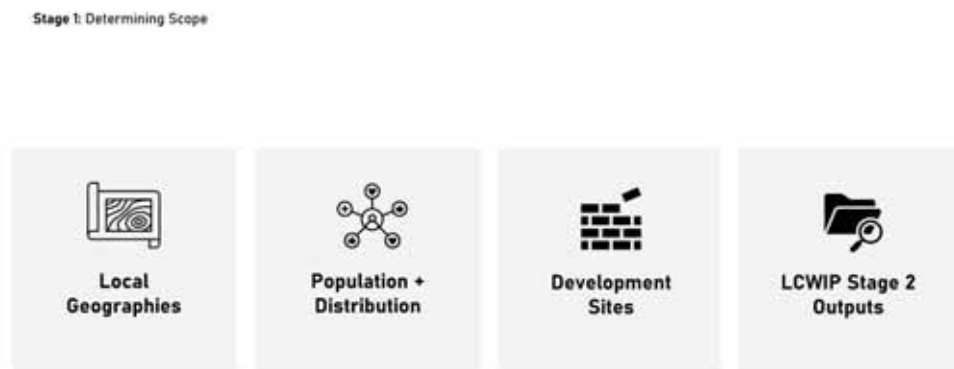 Stage 1: Determining Scope
Local
Geographies
Population +
Distribution
Development
Sites
LCWIP Stage 2
Outputs